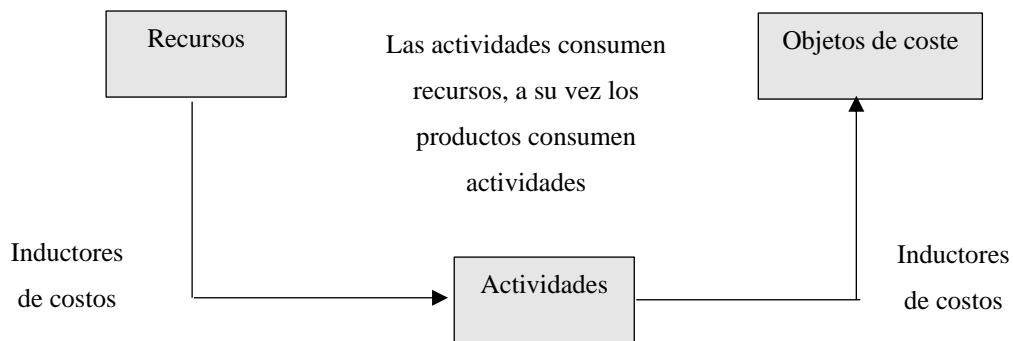 Recursos
Las actividades consumen
recursos, a su vez los
productos consumen
actividades
Objetos de coste
Inductores
de costos
Actividades
Inductores
de costos